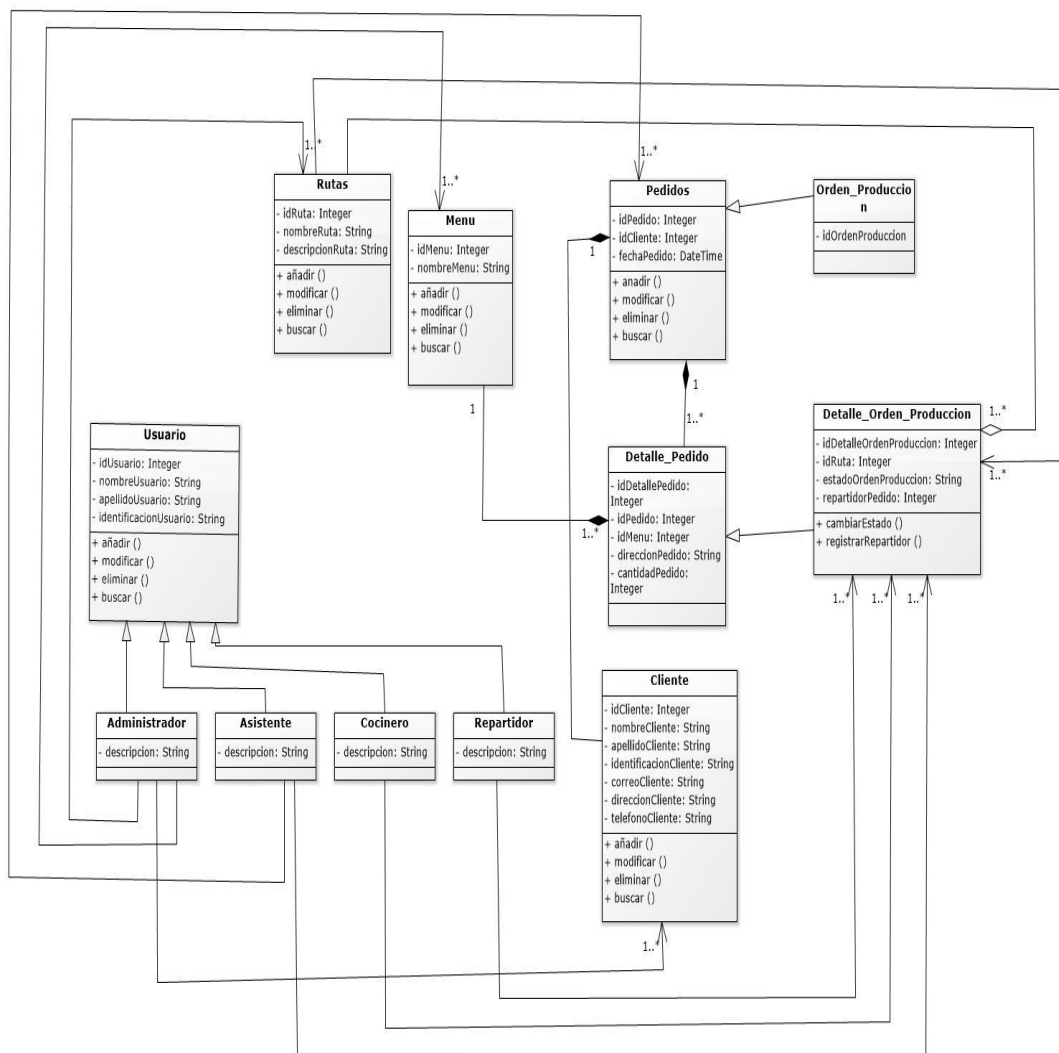 1..*
1..*
1..*
Rutas
- idRuta: Integer
- nombreRuta: String
- descripcionRuta: String
+ añadir ()
+ modificar ()
+ eliminar ()
+ buscar ()
Menu
- idMenu: Integer
- nombreMenu: String
+ añadir ()
+ modificar ()
+ eliminar ()
+ buscar ()
1
Pedidos
- idPedido: Integer
- idCliente: Integer
- fechaPedido: DateTime
+ anadir ()
+ modificar ()
+ eliminar ()
+ buscar ()
1
1
1..*
Orden_Produccio
n
- idOrdenProduccion
Usuario
- idUsuario: Integer
- nombreUsuario: String
- apellidoUsuario: String
- identificacionUsuario: String
+ añadir ()
+ modificar ()
+ eliminar ()
+ buscar ()
Detalle_Pedido
- idDetallePedido:
Integer
- idPedido: Integer
- idMenu: Integer
- direccionPedido: String
- cantidadPedido:
Integer
1..*
Detalle_Orden_Produccion
- idDetalleOrdenProduccion: Integer
- idRuta: Integer
- estadoOrdenProduccion: String
- repartidorPedido: Integer
+ cambiarEstado ()
+ registrarRepartidor ()
1..*
1..*
1..*
1..*
1..*
Administrador
- descripcion: String
Asistente
- descripcion: String
Cocinero
- descripcion: String
Repartidor
- descripcion: String
Cliente
- idCliente: Integer
- nombreCliente: String
- apellidoCliente: String
- identificacionCliente: String
- correoCliente: String
- direccionCliente: String
- telefonoCliente: String
+ añadir ()
+ modificar ()
+ eliminar ()
+ buscar ()
1..*